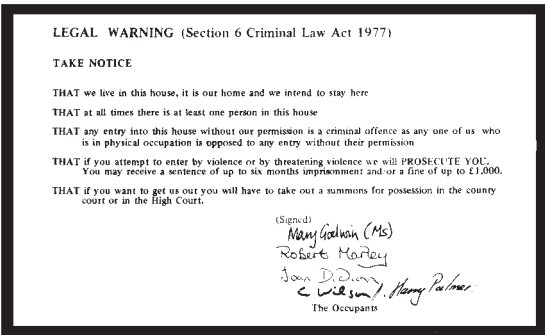 LEGAL WARNING (Section 6 Criminal Law Act 1977)
TAKE NOTICE
THAT we live in this house, it is our home and we intend to stay here
THAT at all times there is at least one person in this house
THAT any entry into this house without our permission is a criminal offence as any one of us who
is in physical occupation is opposed to any entry without their permission
THAT if you attempt to enter by violence or by threatening violence we will PROSECUTE YOU.
You may receive a sentence of up to six months imprisonment and/or a fine of up to £1,000.
THAT if you want to get us out you will have to take out a summons for possession in the county
court or in the High Court.
(Signed)
Mary Godwin (Ms)
Robert Marley
Joan D.
C Wilson / . Harry Palmer.
The Occupants